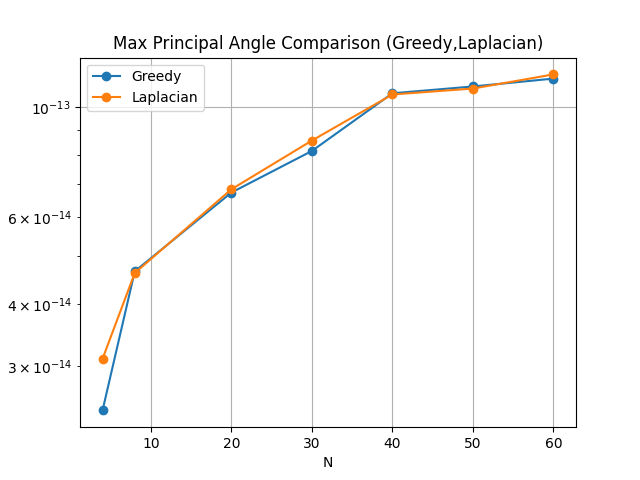 Max Principal Angle Comparison (Greedy,Laplacian)
Greedy
Laplacian
10⁻¹³
6 × 10⁻¹⁴
4 × 10⁻¹⁴
3 × 10⁻¹⁴
10 20 30 40 50 60
N